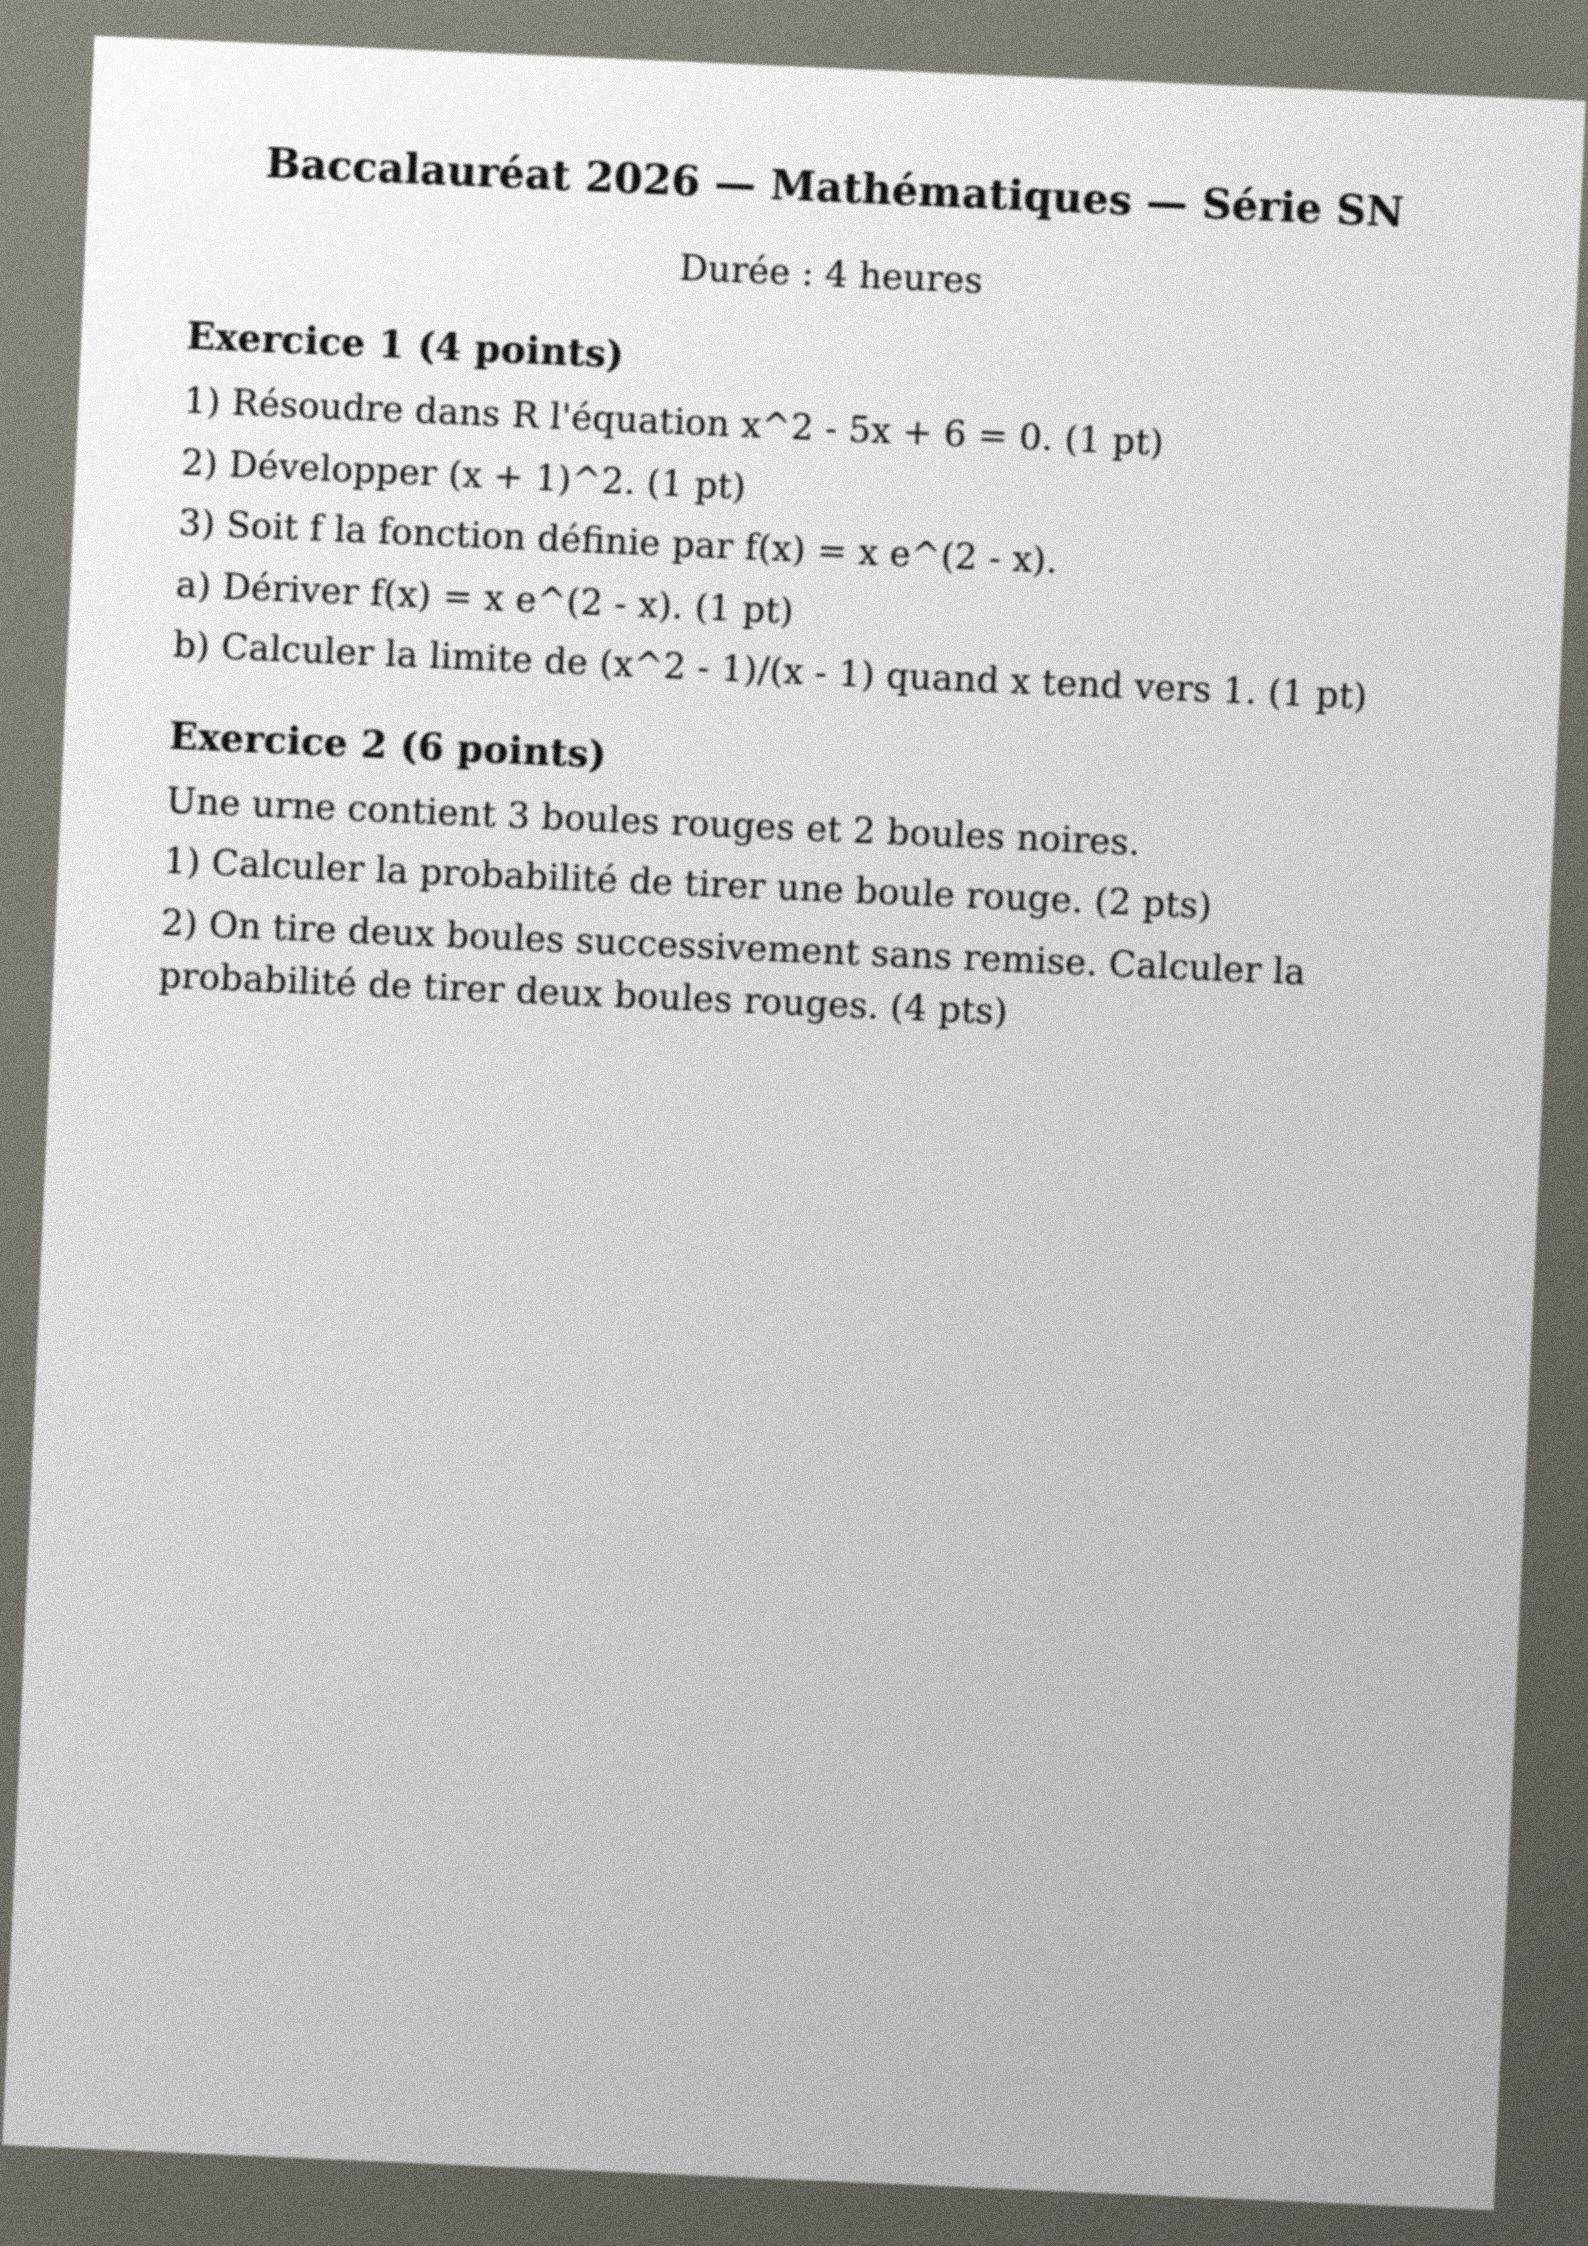 Baccalauréat 2026 — Mathématiques — Série SN
Durée : 4 heures
Exercice 1 (4 points)
1) Résoudre dans R l'équation x^2 - 5x + 6 = 0. (1 pt)
2) Développer (x + 1)^2. (1 pt)
3) Soit f la fonction définie par f(x) = x e^(2 - x).
a) Dériver f(x) = x e^(2 - x). (1 pt)
b) Calculer la limite de (x^2 - 1)/(x - 1) quand x tend vers 1. (1 pt)
Exercice 2 (6 points)
Une urne contient 3 boules rouges et 2 boules noires.
1) Calculer la probabilité de tirer une boule rouge. (2 pts)
2) On tire deux boules successivement sans remise. Calculer la
probabilité de tirer deux boules rouges. (4 pts)